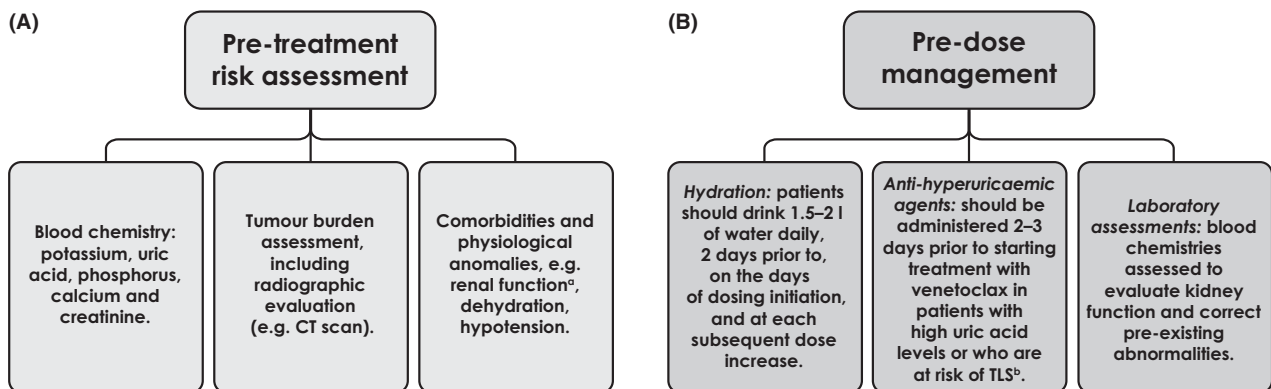 (A)
Pre-treatment
risk assessment
Blood chemistry:
potassium, uric
acid, phosphorus,
calcium and
creatinine.
Tumour burden
assessment,
including
radiographic
evaluation
(e.g. CT scan).
Comorbidities and
physiological
anomalies, e.g.
renal functionᵃ,
dehydration,
hypotension.
(B)
Pre-dose
management
Hydration: patients
should drink 1.5–2 l
of water daily,
2 days prior to,
on the days
of dosing initiation,
and at each
subsequent dose
increase.
Anti-hyperuricaemic
agents: should be
administered 2–3
days prior to starting
treatment with
venetoclax in
patients with
high uric acid
levels or who are
at risk of TLSᵇ.
Laboratory
assessments: blood
chemistries
assessed to
evaluate kidney
function and correct
pre-existing
abnormalities.